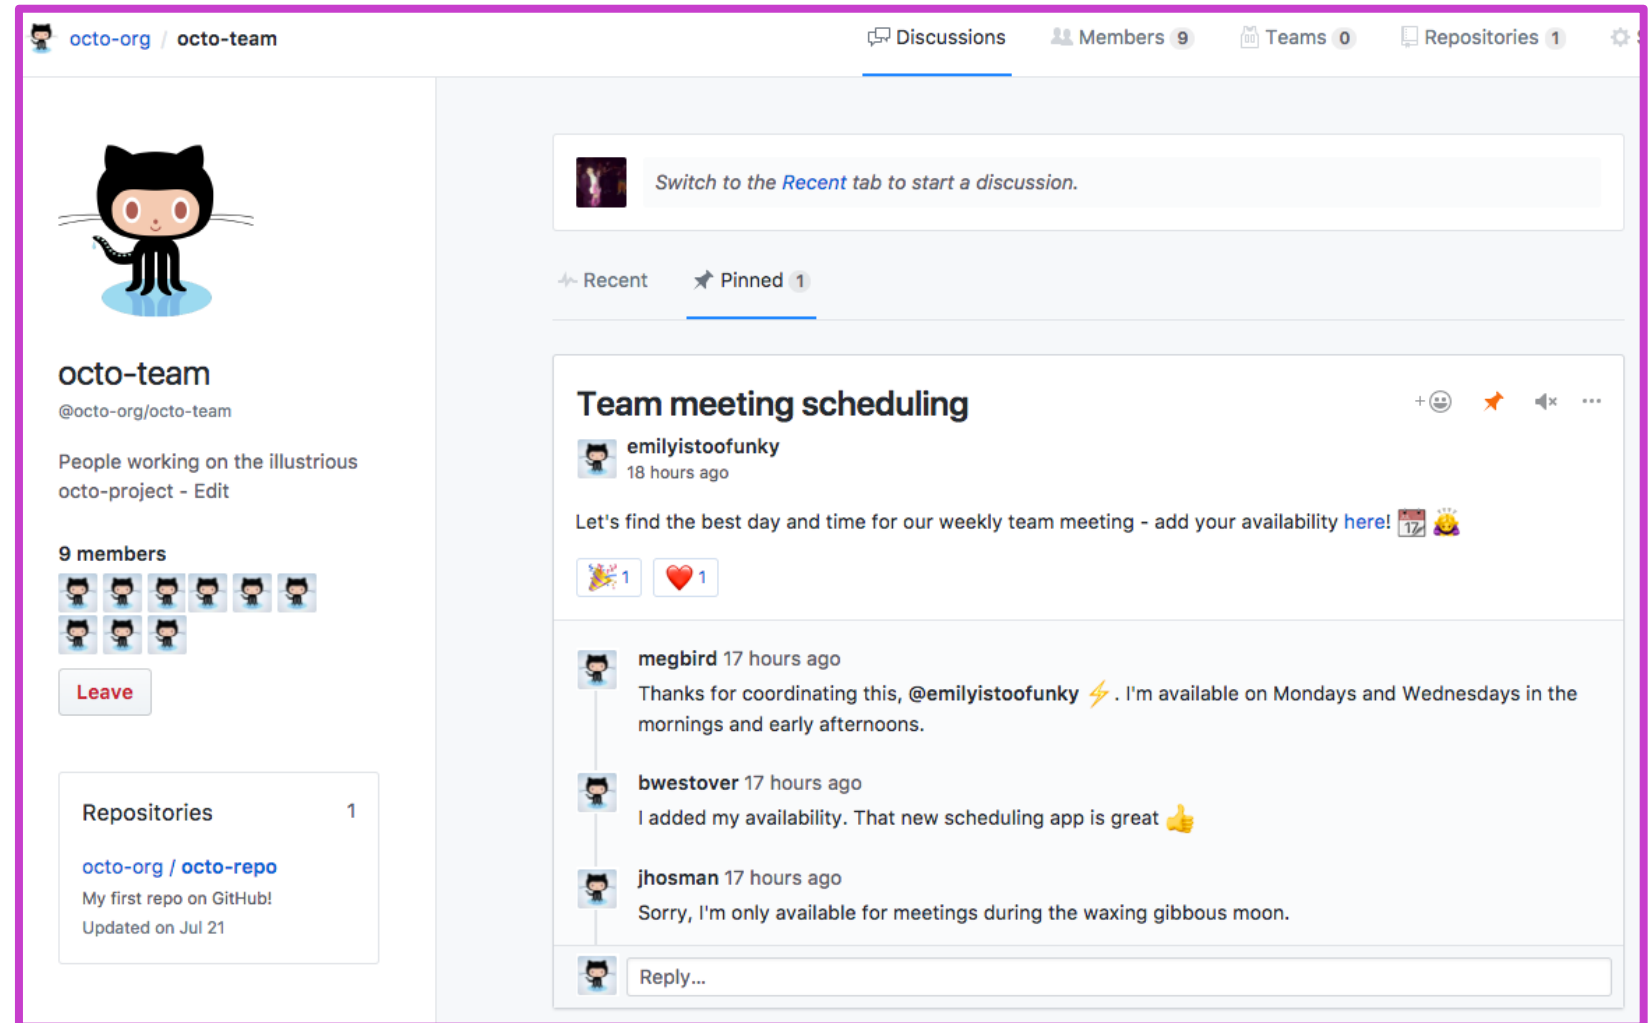 octo-org / octo-team
Discussions
Members 9
Teams 0
Repositories 1
octo-team
@octo-org/octo-team
People working on the illustrious
octo-project - Edit
9 members
Leave
Repositories 1
octo-org / octo-repo
My first repo on GitHub!
Updated on Jul 21
Switch to the Recent tab to start a discussion.
Recent
Pinned 1
Team meeting scheduling
emilyistoofunky
18 hours ago
Let's find the best day and time for our weekly team meeting - add your availability here! 📆 🙇‍♀️
🎉 1
❤️ 1
megbird 17 hours ago
Thanks for coordinating this, @emilyistoofunky ⚡ . I'm available on Mondays and Wednesdays in the
mornings and early afternoons.
bwestover 17 hours ago
I added my availability. That new scheduling app is great 👍
jhosman 17 hours ago
Sorry, I'm only available for meetings during the waxing gibbous moon.
Reply...